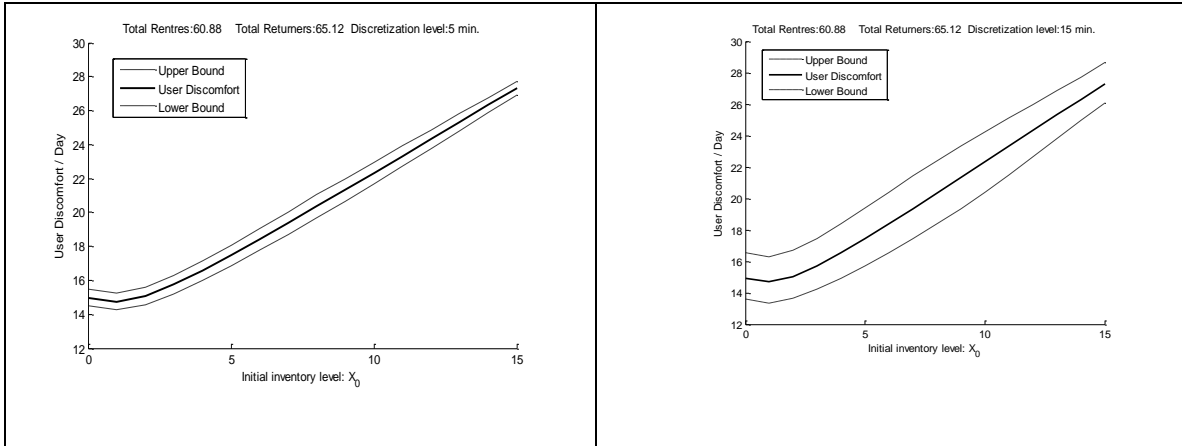 Total Rentres:60.88 Total Returners:65.12 Discretization level:5 min.
30
28
26
24
22
20
18
16
14
12
User Discomfort / Day
Upper Bound
User Discomfort
Lower Bound
0 5 10 15
Initial inventory level: X0
Total Rentres:60.88 Total Returners:65.12 Discretization level:15 min.
30
28
26
24
22
20
18
16
14
12
User Discomfort / Day
Upper Bound
User Discomfort
Lower Bound
0 5 10 15
Initial inventory level: X0